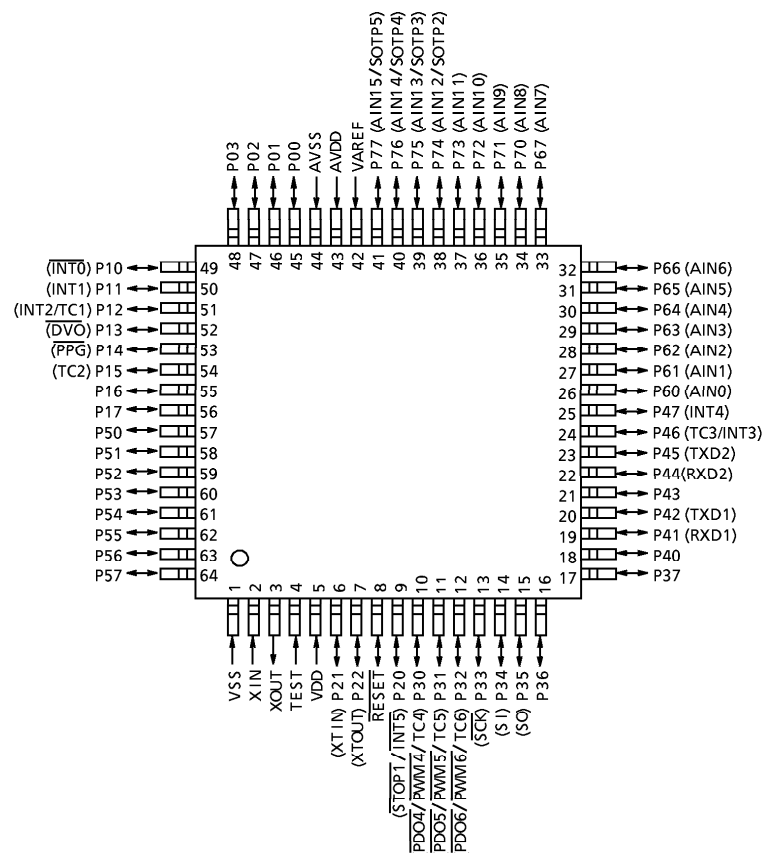 P03
P02
P01
P00
AVSS
AVDD
VAREF
P77 (AIN15/SOTP5)
P76 (AIN14/SOTP4)
P75 (AIN13/SOTP3)
P74 (AIN12/SOTP2)
P73 (AIN11)
P72 (AIN10)
P71 (AIN9)
P70 (AIN8)
P67 (AIN7)
48
47
46
45
44
43
42
41
40
39
38
37
36
35
34
33
(INT0) P10 49
(INT1) P11 50
(INT2/TC1) P12 51
(DVO) P13 52
(PPG) P14 53
(TC2) P15 54
P16 55
P17 56
P50 57
P51 58
P52 59
P53 60
P54 61
P55 62
P56 63
P57 64
32 P66 (AIN6)
31 P65 (AIN5)
30 P64 (AIN4)
29 P63 (AIN3)
28 P62 (AIN2)
27 P61 (AIN1)
26 P60 (AIN0)
25 P47 (INT4)
24 P46 (TC3/INT3)
23 P45 (TXD2)
22 P44(RXD2)
21 P43
20 P42 (TXD1)
19 P41 (RXD1)
18 P40
17 P37
1
2
3
4
5
6
7
8
9
10
11
12
13
14
15
16
VSS
XIN
XOUT
TEST
VDD
(XTIN) P21
(XTOUT) P22
RESET
(STOP1/INT5) P20
PDO4/PWM4/TC4) P30
PDO5/PWM5/TC5) P31
PDO6/PWM6/TC6) P32
(SCK) P33
(SI) P34
(SO) P35
P36